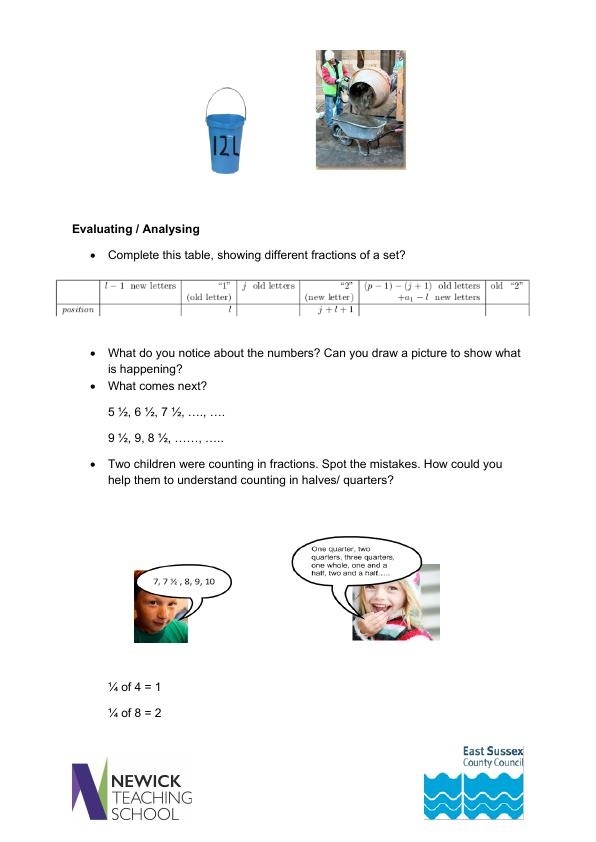 12L
Evaluating / Analysing
• Complete this table, showing different fractions of a set?
l − 1 new letters “1” j old letters “2” (p − 1) − (j + 1) old letters old “2”
(old letter) (new letter) +a₁ − l new letters
position l j + l + 1
• What do you notice about the numbers? Can you draw a picture to show what
is happening?
• What comes next?
5 ½, 6 ½, 7 ½, …., ….
9 ½, 9, 8 ½, ……, …..
• Two children were counting in fractions. Spot the mistakes. How could you
help them to understand counting in halves/ quarters?
7, 7 ½ , 8, 9, 10
One quarter, two
quarters, three quarters,
one whole, one and a
half, two and a half…..
¼ of 4 = 1
¼ of 8 = 2
NEWICK
TEACHING
SCHOOL
East Sussex
County Council